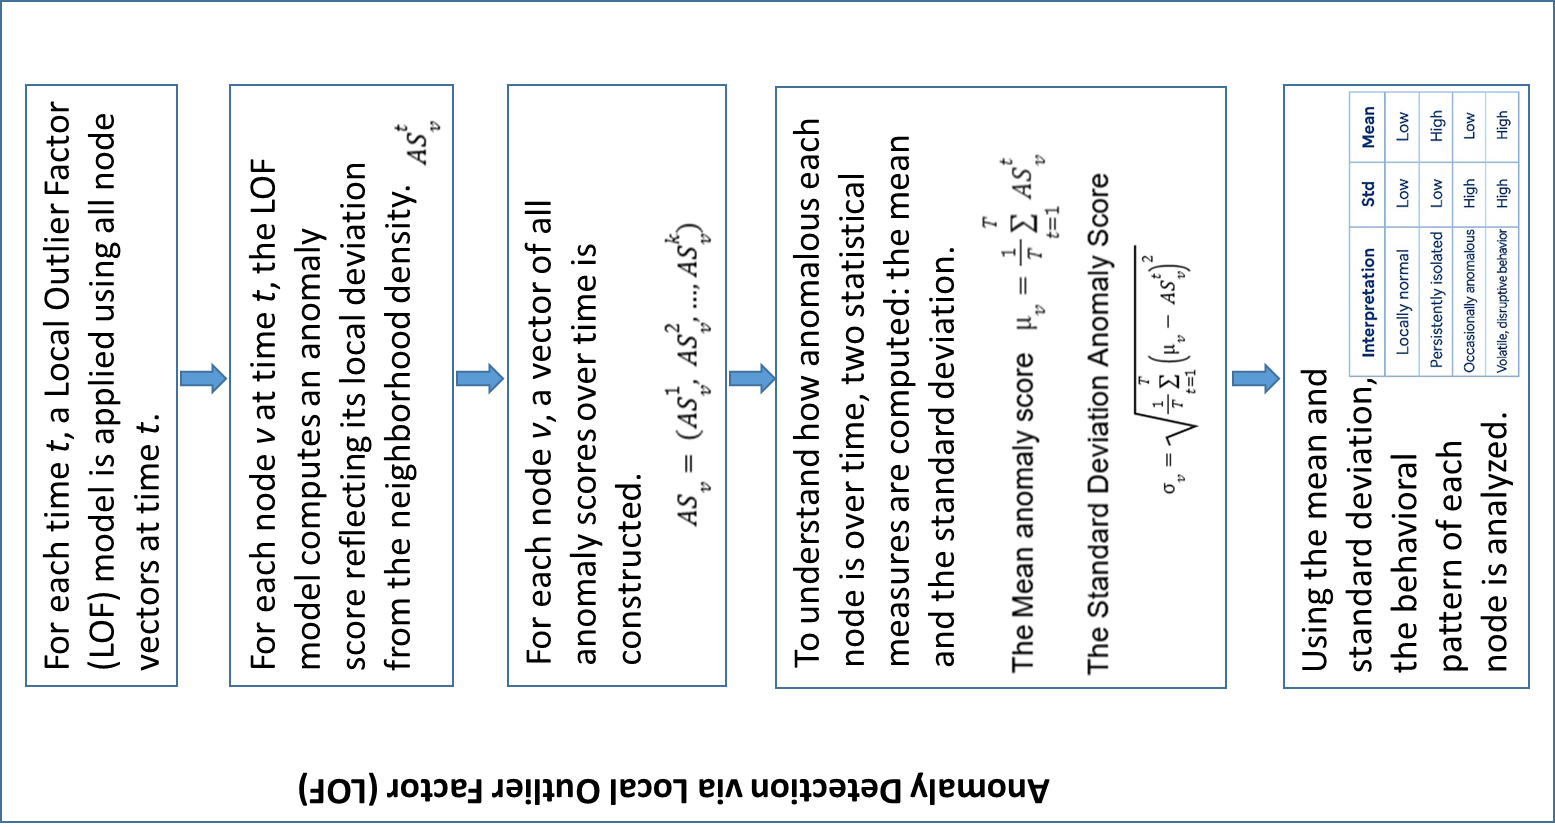 Anomaly Detection via Local Outlier Factor (LOF)
For each time t, a Local Outlier Factor
(LOF) model is applied using all node
vectors at time t.
For each node v at time t, the LOF
model computes an anomaly
score reflecting its local deviation
from the neighborhood density. AS_v^t
For each node v, a vector of all
anomaly scores over time is
constructed.
AS_v = (AS_v^1, AS_v^2, ..., AS_v^k)
To understand how anomalous each
node is over time, two statistical
measures are computed: the mean
and the standard deviation.
The Mean anomaly score μ_v = 1/T ∑_{t=1}^T AS_v^t
The Standard Deviation Anomaly Score
σ_v = √(1/T ∑_{t=1}^T (μ_v − AS_v^t)^2)
Using the mean and
standard deviation,
the behavioral
pattern of each
node is analyzed.
Interpretation Std Mean
Locally normal Low Low
Persistently isolated Low High
Occasionally anomalous High Low
Volatile, disruptive behavior High High